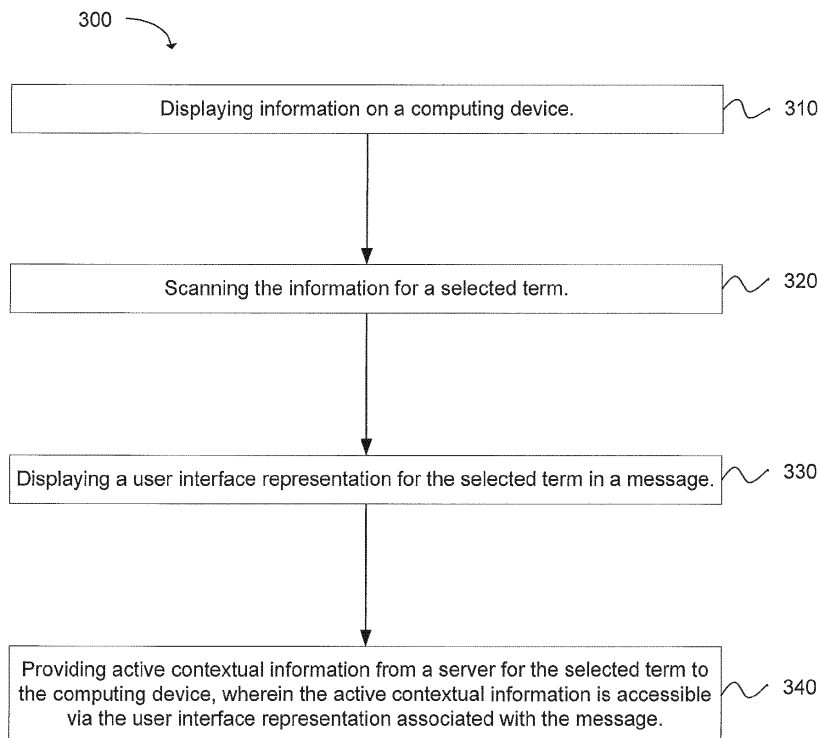 300
Displaying information on a computing device.
310
Scanning the information for a selected term.
320
Displaying a user interface representation for the selected term in a message.
330
Providing active contextual information from a server for the selected term to
the computing device, wherein the active contextual information is accessible
via the user interface representation associated with the message.
340